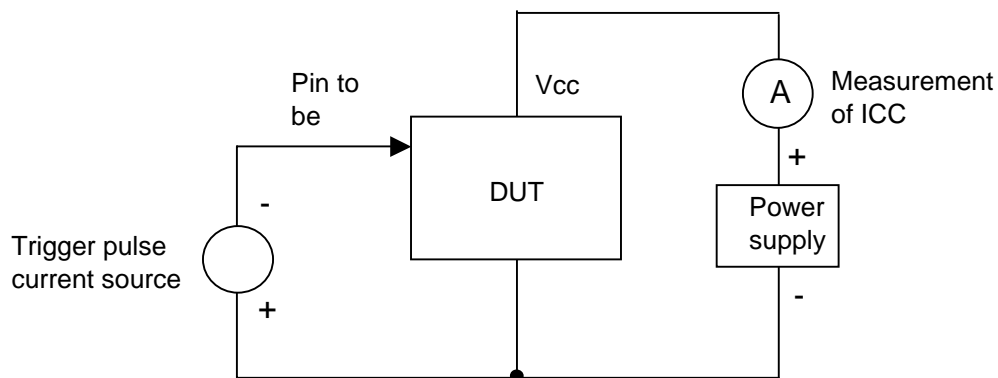 Pin to
be
Vcc
A
Measurement
of ICC
+
DUT
-
Power
supply
Trigger pulse
current source
+
-